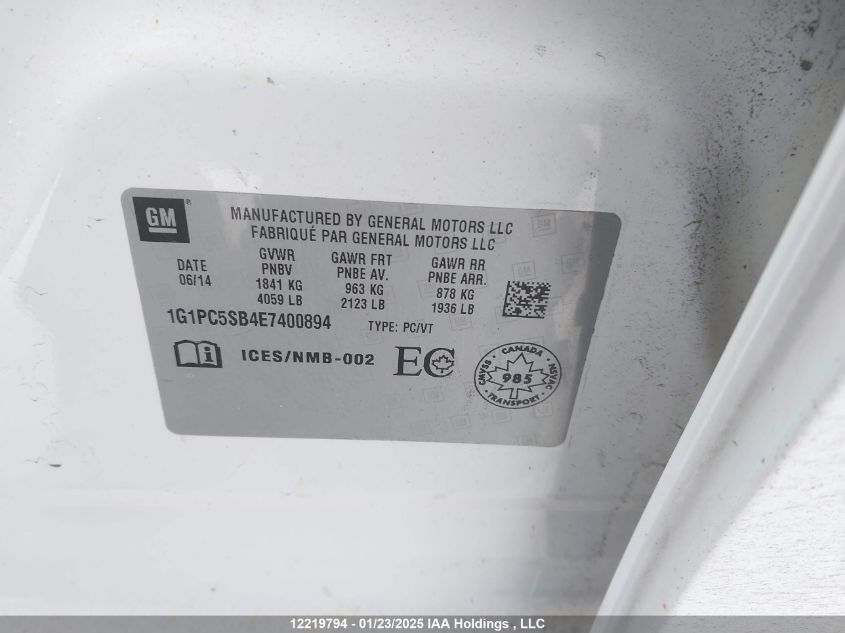 GM ®
MANUFACTURED BY GENERAL MOTORS LLC
FABRIQUÉ PAR GENERAL MOTORS LLC
DATE
06/14
GVWR
PNBV
1841 KG
4059 LB
GAWR FRT
PNBE AV.
963 KG
2123 LB
GAWR RR
PNBE ARR.
878 KG
1936 LB
1G1PC5SB4E7400894 TYPE: PC/VT
i ICES/NMB-002 EC
CANADA
CMVSS 985 NSVAC
TRANSPORT
12219794 - 01/23/2025 IAA Holdings , LLC